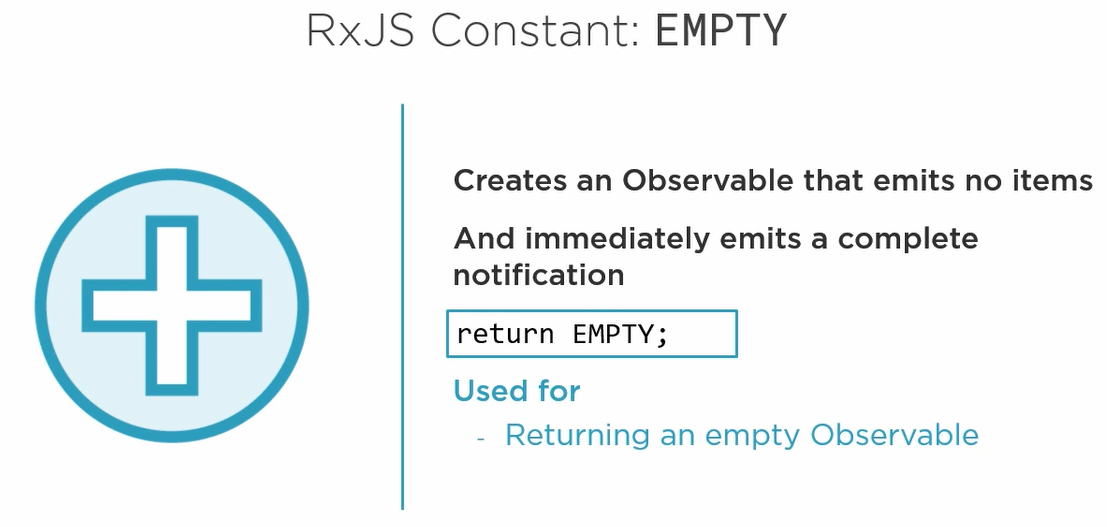 RxJS Constant: EMPTY
Creates an Observable that emits no items
And immediately emits a complete
notification
return EMPTY;
Used for
- Returning an empty Observable